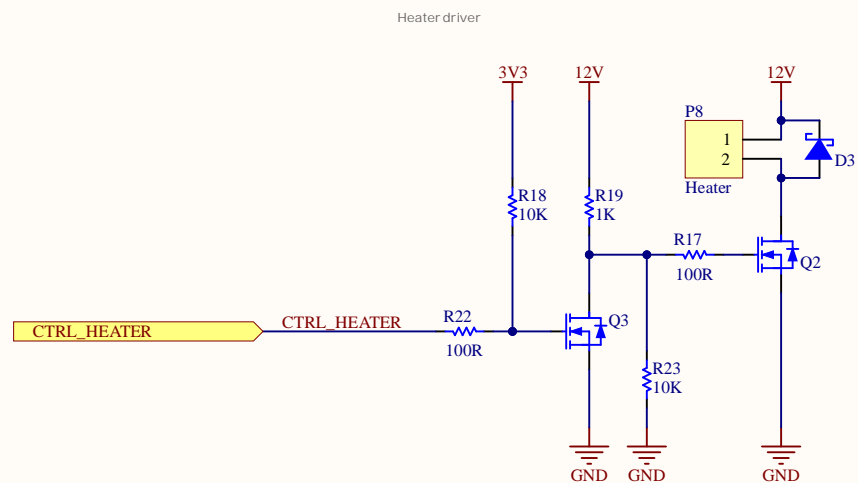 Heater driver
3V3
12V
12V
P8
1
2
D3
Heater
R18
10K
R19
1K
R17
100R
Q2
CTRL_HEATER
CTRL_HEATER
R22
100R
Q3
R23
10K
GND
GND
GND